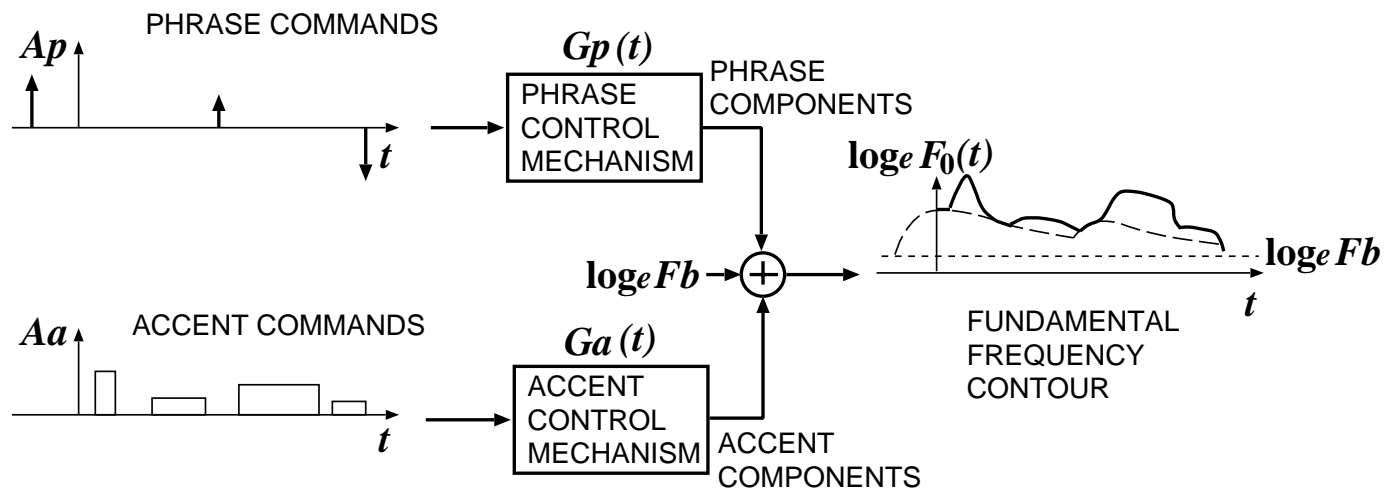 PHRASE COMMANDS
Ap
t
Gp (t)
PHRASE
CONTROL
MECHANISM
PHRASE
COMPONENTS
loge F0(t)
loge Fb
t
loge Fb
FUNDAMENTAL
FREQUENCY
CONTOUR
ACCENT COMMANDS
Aa
t
Ga (t)
ACCENT
CONTROL
MECHANISM
ACCENT
COMPONENTS